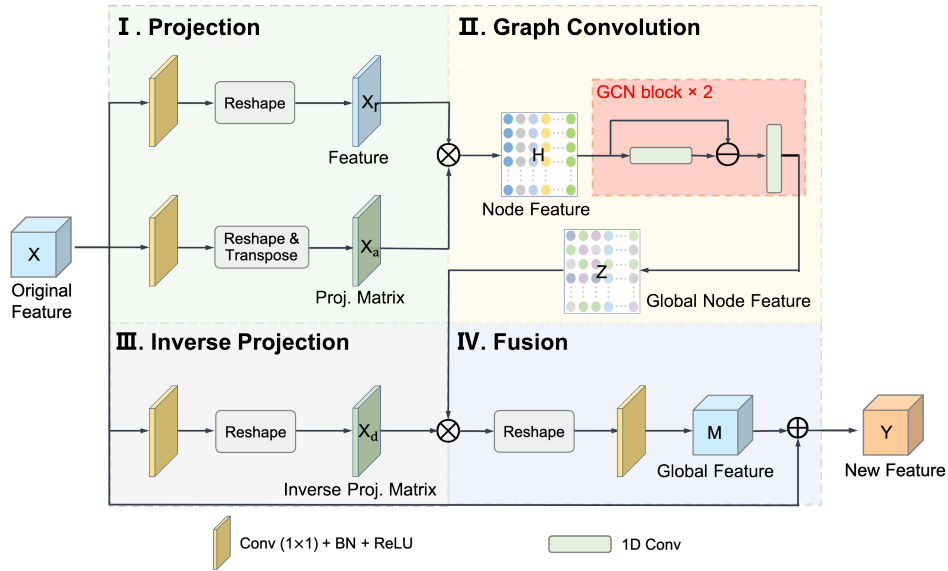 Ⅰ. Projection
Ⅱ. Graph Convolution
GCN block × 2
Reshape
Xr
Feature
H
Node Feature
X
Original
Feature
Reshape &
Transpose
Xa
Proj. Matrix
Z
Global Node Feature
Ⅲ. Inverse Projection
Ⅳ. Fusion
Reshape
Xd
Inverse Proj. Matrix
Reshape
M
Global Feature
Y
New Feature
Conv (1×1) + BN + ReLU
1D Conv